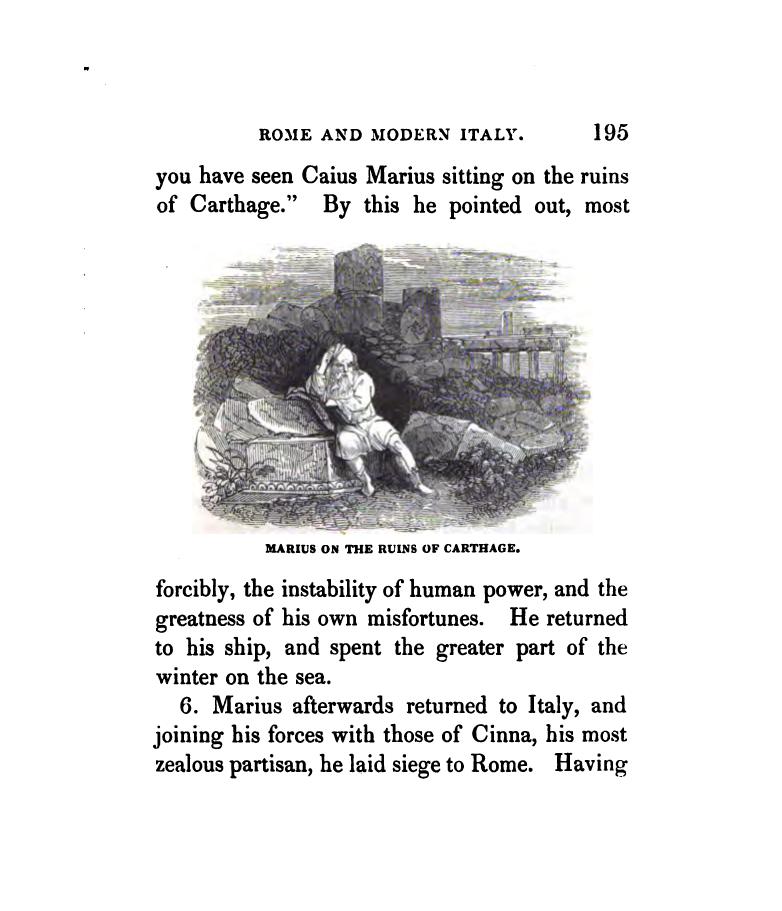 ROME AND MODERN ITALY. 195
you have seen Caius Marius sitting on the ruins
of Carthage.” By this he pointed out, most
MARIUS ON THE RUINS OF CARTHAGE.
forcibly, the instability of human power, and the
greatness of his own misfortunes. He returned
to his ship, and spent the greater part of the
winter on the sea.
6. Marius afterwards returned to Italy, and
joining his forces with those of Cinna, his most
zealous partisan, he laid siege to Rome. Having